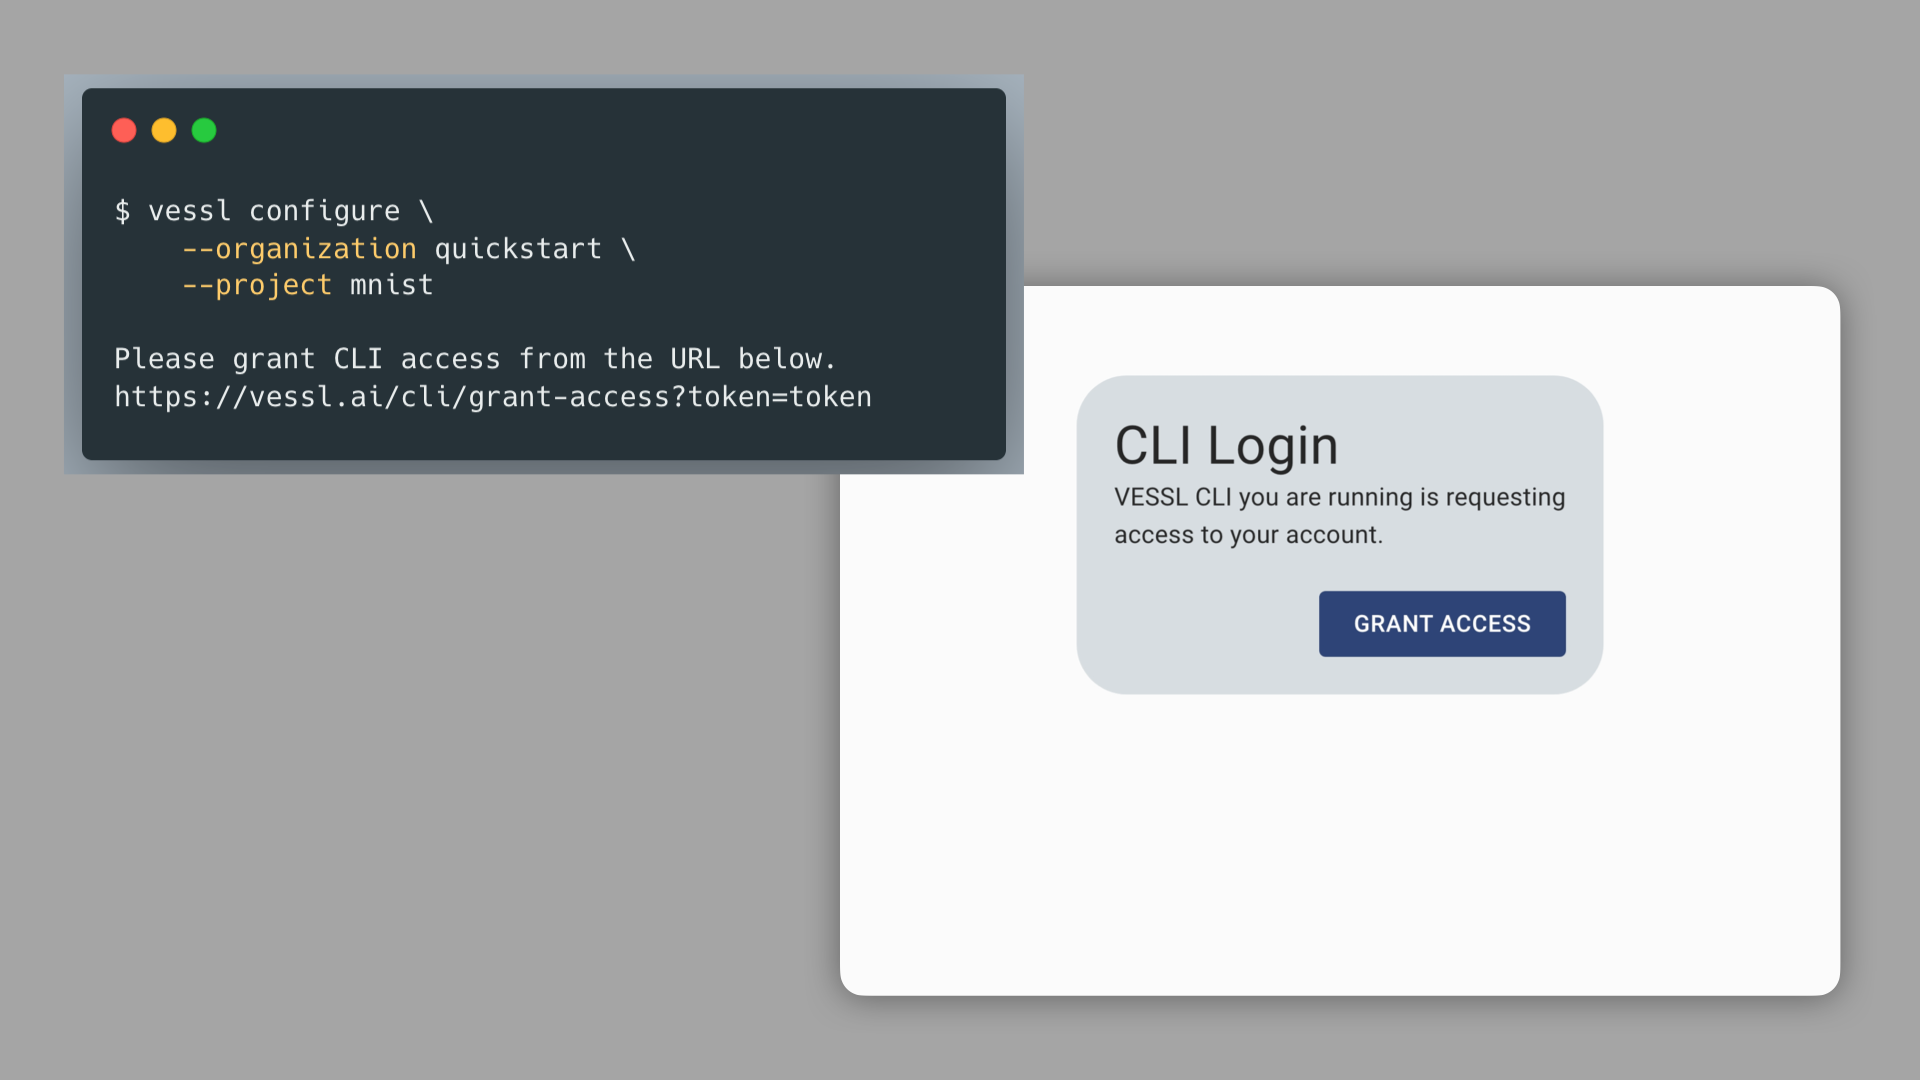 $ vessl configure \
--organization quickstart \
--project mnist
Please grant CLI access from the URL below.
https://vessl.ai/cli/grant-access?token=token
CLI Login
VESSL CLI you are running is requesting
access to your account.
GRANT ACCESS